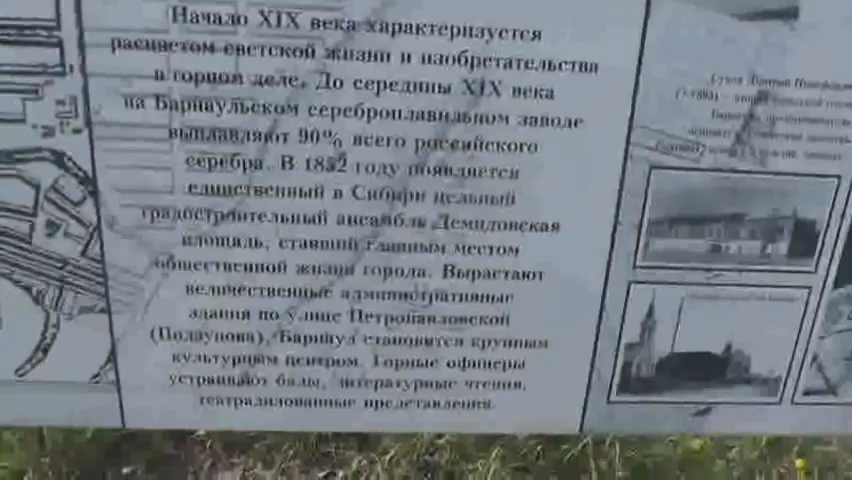 Начало XIX века характеризуется
расцветом светской жизни и изобретательства
в горном деле. До середины XIX века
на Барнаульском сереброплавильном заводе
выплавляют 90% всего российского
серебра. В 1852 году появляется
единственный в Сибири цельный
градостроительный ансамбль Демидовская
площадь, ставший главным местом
общественной жизни города. Вырастают
величественные административные
здания по улице Петропавловской
(Ползунова). Барнаул становится крупным
культурным центром. Горные офицеры
устраивают балы, литературные чтения,
театрализованные представления.